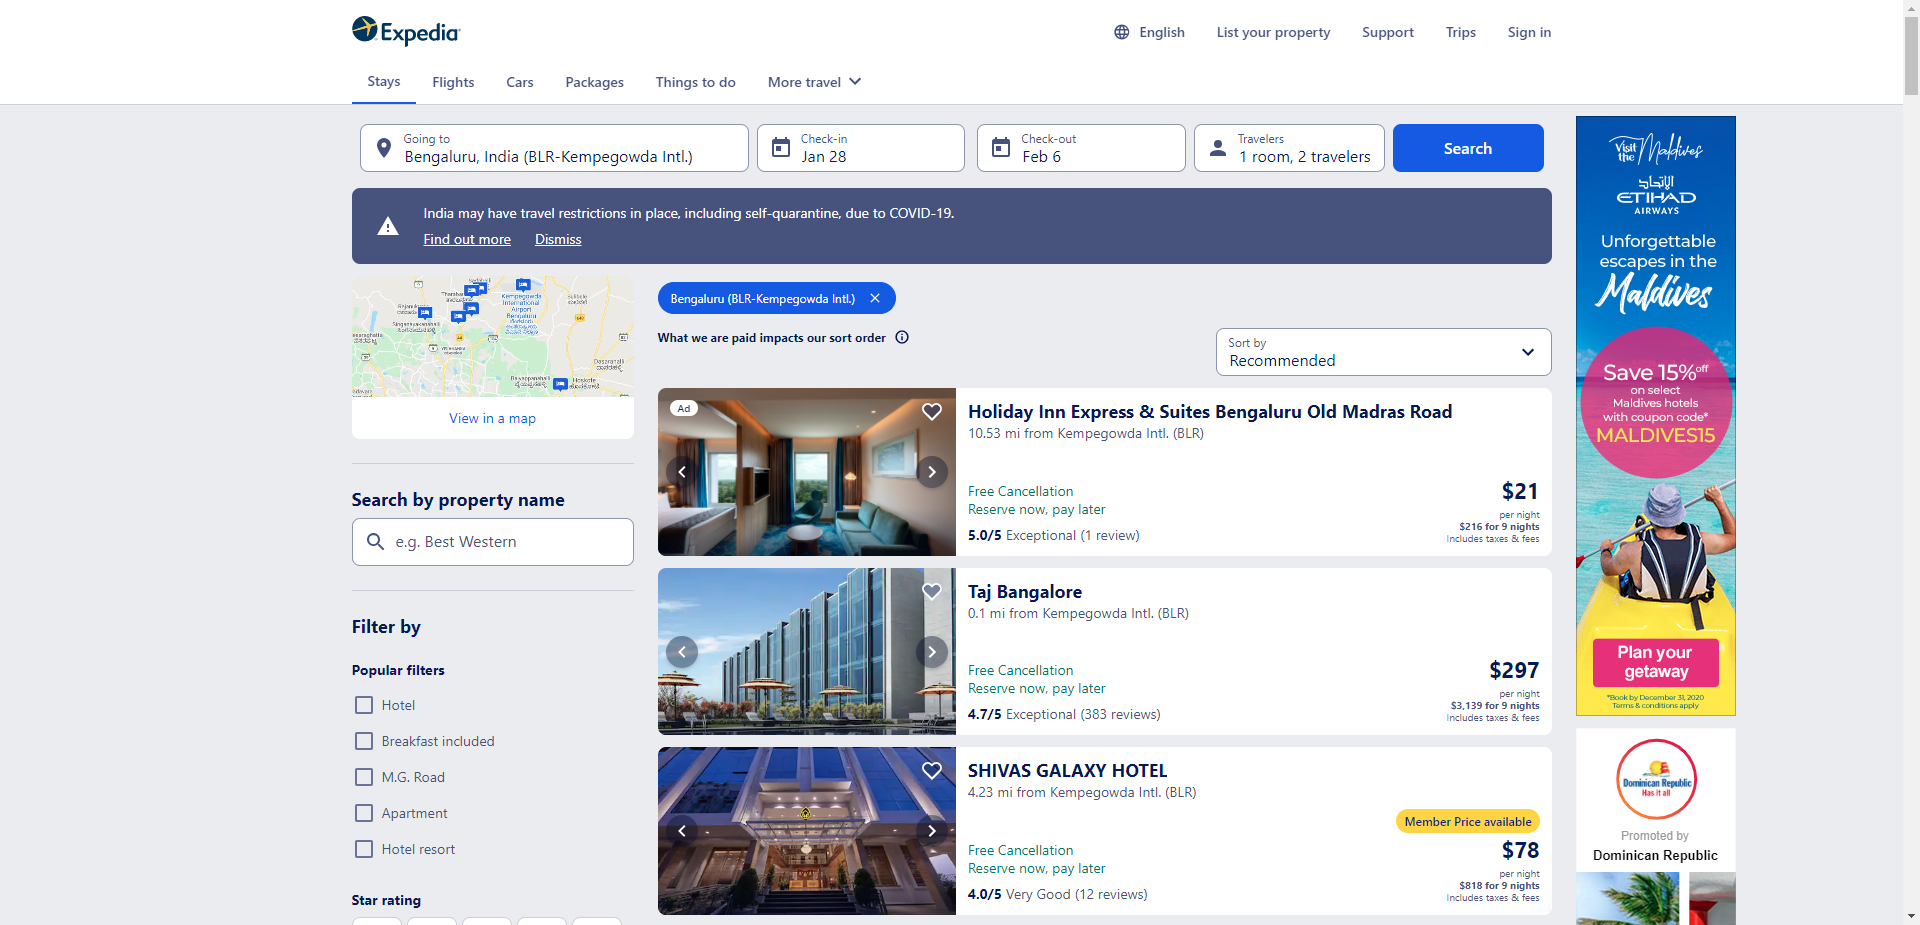 Expedia
English
List your property
Support
Trips
Sign in
Stays
Flights
Cars
Packages
Things to do
More travel
Going to
Bengaluru, India (BLR-Kempegowda Intl.)
Check-in
Jan 28
Check-out
Feb 6
Travelers
1 room, 2 travelers
Search
India may have travel restrictions in place, including self-quarantine, due to COVID-19.
Find out more
Dismiss
Kempegowda
International
Airport
Bengaluru
Hoskote
View in a map
Search by property name
e.g. Best Western
Filter by
Popular filters
Hotel
Breakfast included
M.G. Road
Apartment
Hotel resort
Star rating
Bengaluru (BLR-Kempegowda Intl.)
What we are paid impacts our sort order
Sort by
Recommended
Ad
Holiday Inn Express & Suites Bengaluru Old Madras Road
10.53 mi from Kempegowda Intl. (BLR)
Free Cancellation
Reserve now, pay later
5.0/5 Exceptional (1 review)
$21
per night
$216 for 9 nights
Includes taxes & fees
Taj Bangalore
0.1 mi from Kempegowda Intl. (BLR)
Free Cancellation
Reserve now, pay later
4.7/5 Exceptional (383 reviews)
$297
per night
$3,139 for 9 nights
Includes taxes & fees
SHIVAS GALAXY HOTEL
4.23 mi from Kempegowda Intl. (BLR)
Member Price available
Free Cancellation
Reserve now, pay later
4.0/5 Very Good (12 reviews)
$78
per night
$818 for 9 nights
Includes taxes & fees
Visit
the Maldives
الإتحاد
ETIHAD
AIRWAYS
Unforgettable
escapes in the
Maldives
Save 15% off
on select
Maldives hotels
with coupon code*
MALDIVES15
Plan your
getaway
*Book by December 31, 2020
Terms & conditions apply
Dominican Republic
Has it all
Promoted by
Dominican Republic